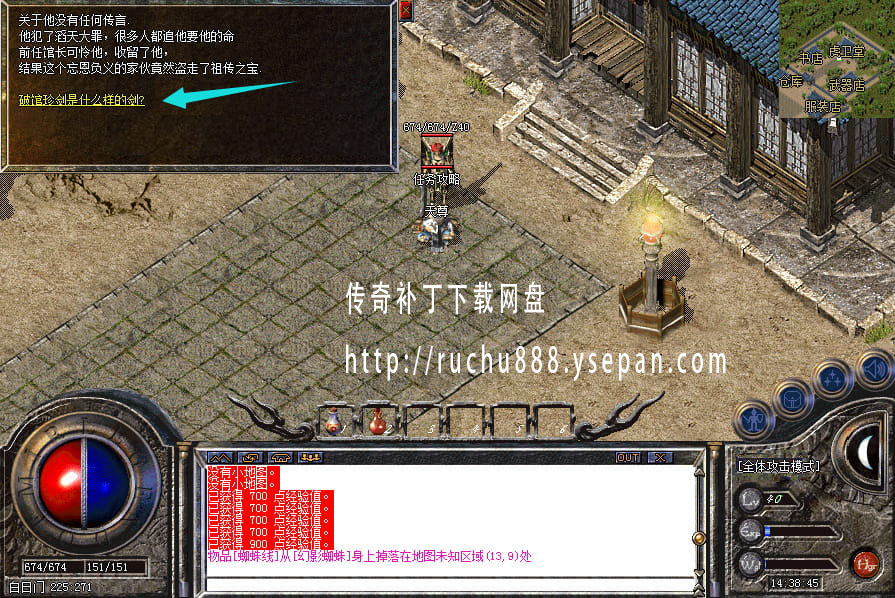 关于他没有任何传言.
他犯了滔天大罪，很多人都追他要他的命
前任馆长可怜他，收留了他，
结果这个忘恩负义的家伙竟然盗走了祖传之宝.
破馆珍剑是什么样的剑?
书店
虎卫堂
仓库
武器店
服装店
674/674/Z40
任务攻略
天尊
传奇补丁下载网盘
http://ruchu888.ysepan.com
5
6
OUT
没有小地图。
没有小地图。
已获得 700 点经验值。
已获得 700 点经验值。
已获得 700 点经验值。
已获得 700 点经验值。
已获得 900 点经验值。
物品[蜘蛛线]从[幻影蜘蛛]身上掉落在地图未知区域(13,9)处
[全体攻击模式]
Lv
40
Exp
Wt
Hgr
674/674
151/151
白日门 225:271
14:38:45